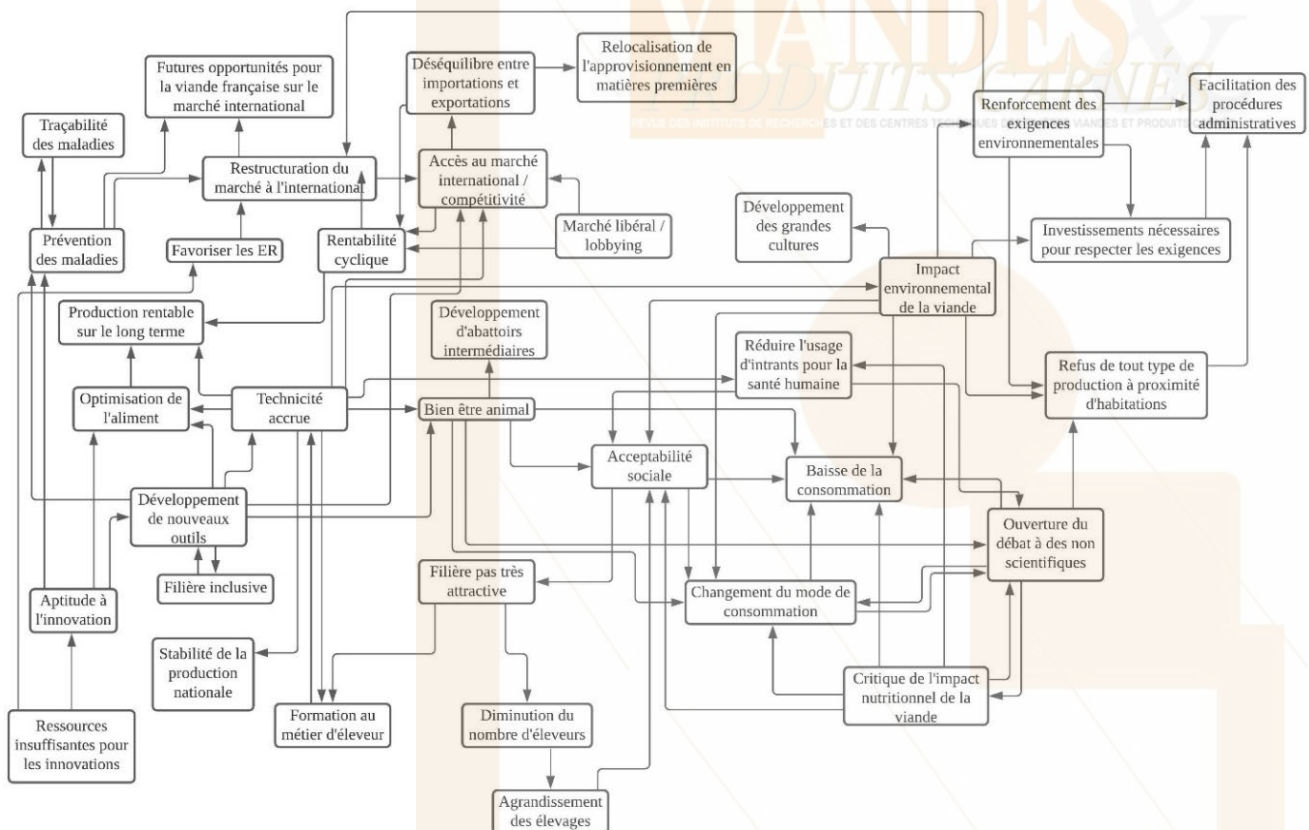 VIANDES &
PRODUITS CARNÉS
REVUE DES INSTITUTS DE RECHERCHES ET DES CENTRES TECHNIQUES DES VIANDES ET PRODUITS CARNÉS
Futures opportunités pour
la viande française sur le
marché international
Déséquilibre entre
importations et
exportations
Relocalisation de
l'approvisionnement en
matières premières
Renforcement des
exigences
environnementales
Facilitation des
procédures
administratives
Traçabilité
des maladies
Restructuration du
marché à l'international
Accès au marché
international /
compétitivité
Marché libéral /
lobbying
Développement
des grandes
cultures
Investissements nécessaires
pour respecter les exigences
Prévention
des maladies
Favoriser les ER
Rentabilité
cyclique
Impact
environnemental
de la viande
Production rentable
sur le long terme
Développement
d'abattoirs
intermédiaires
Réduire l'usage
d'intrants pour la
santé humaine
Refus de tout type de
production à proximité
d'habitations
Optimisation de
l'aliment
Technicité
accrue
Bien être animal
Acceptabilité
sociale
Baisse de la
consommation
Développement
de nouveaux
outils
Ouverture du
débat à des non
scientifiques
Filière inclusive
Filière pas très
attractive
Changement du mode de
consommation
Aptitude à
l'innovation
Stabilité de la
production
nationale
Critique de l'impact
nutritionnel de la
viande
Ressources
insuffisantes pour
les innovations
Formation au
métier d'éleveur
Diminution du
nombre d'éleveurs
Agrandissement
des élevages